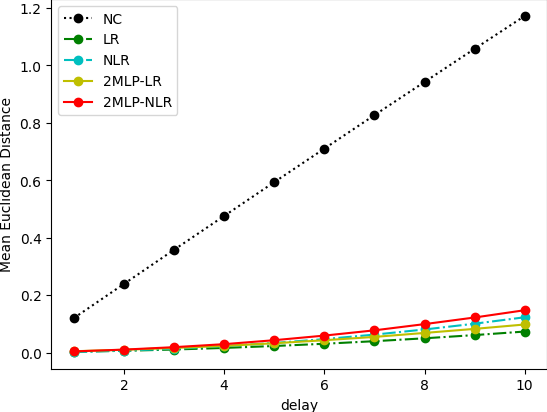 1.2
1.0
0.8
0.6
0.4
0.2
0.0
Mean Euclidean Distance
NC
LR
NLR
2MLP-LR
2MLP-NLR
2 4 6 8 10
delay